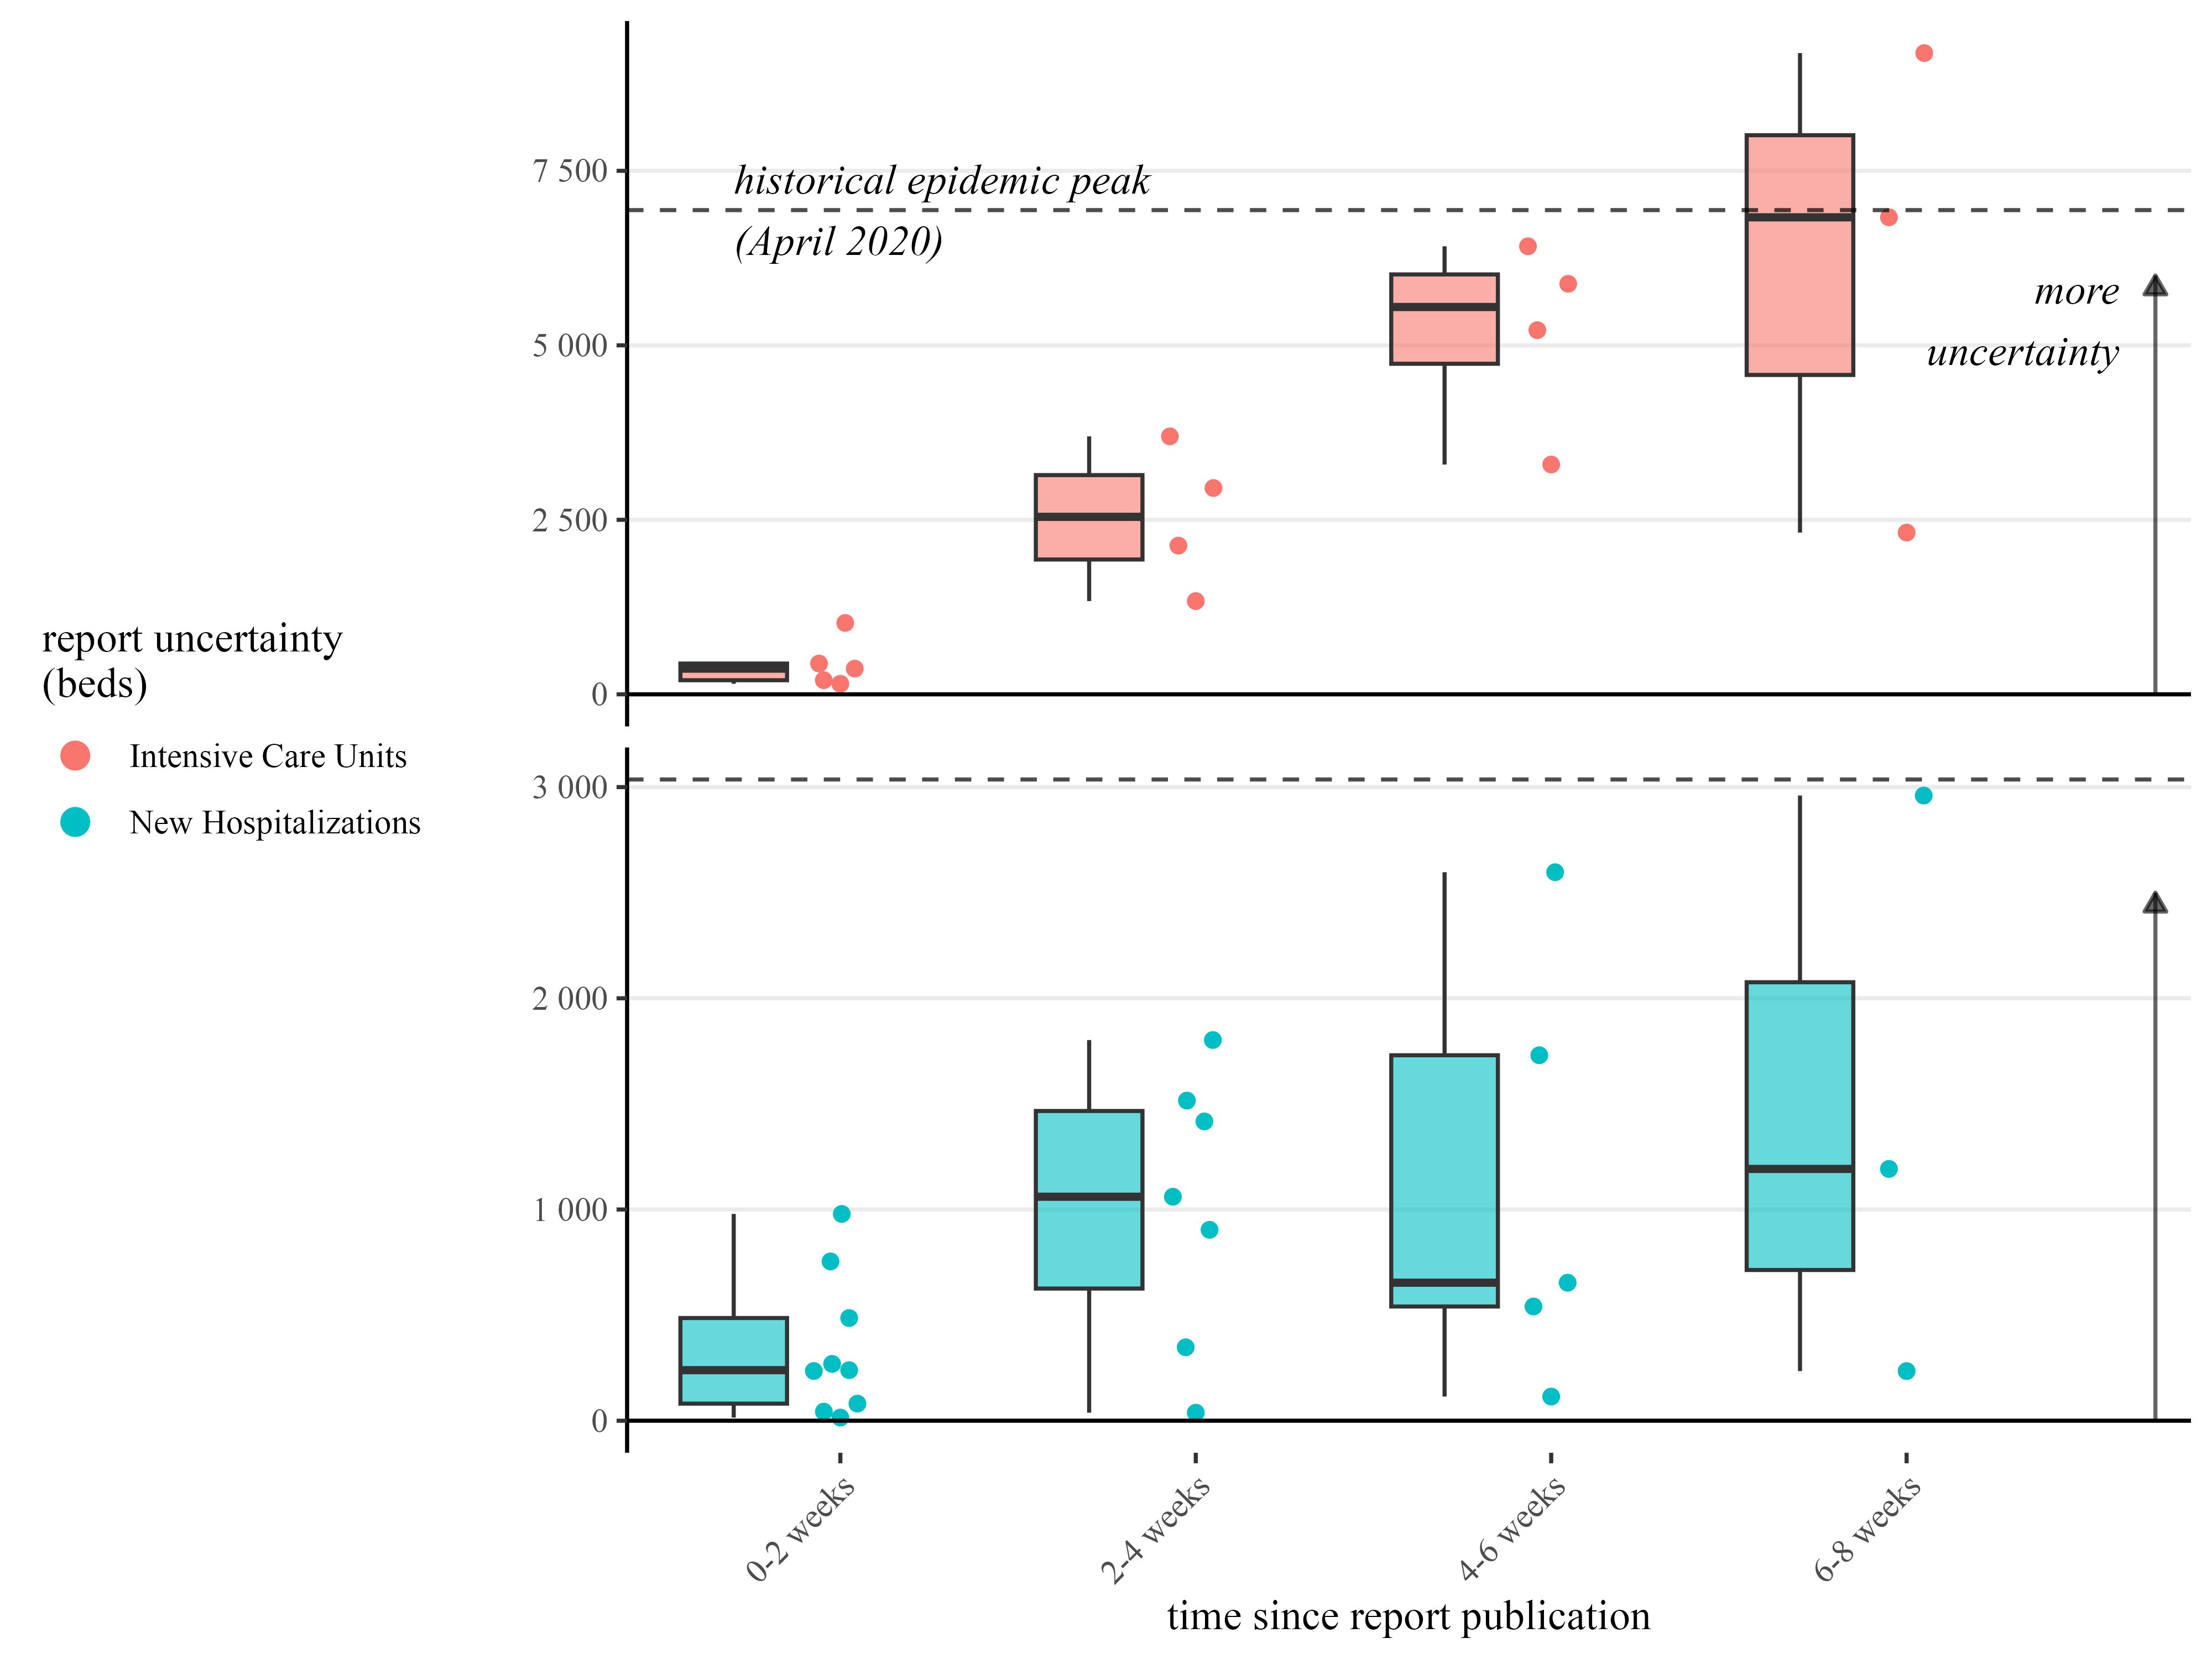 report uncertainty
(beds)
Intensive Care Units
New Hospitalizations
7 500
5 000
2 500
0
historical epidemic peak
(April 2020)
more
uncertainty
3 000
2 000
1 000
0
0-2 weeks
2-4 weeks
4-6 weeks
6-8 weeks
time since report publication